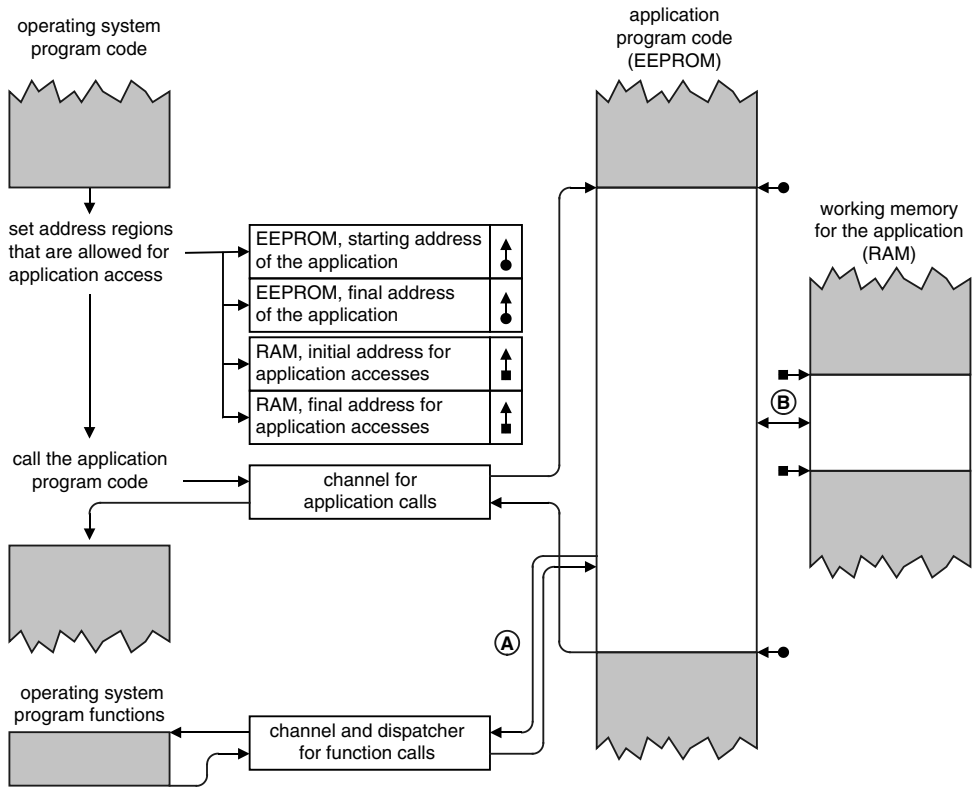 operating system
program code
application
program code
(EEPROM)
set address regions
that are allowed for
application access
EEPROM, starting address
of the application
EEPROM, final address
of the application
RAM, initial address for
application accesses
RAM, final address for
application accesses
working memory
for the application
(RAM)
B
call the application
program code
channel for
application calls
A
operating system
program functions
channel and dispatcher
for function calls